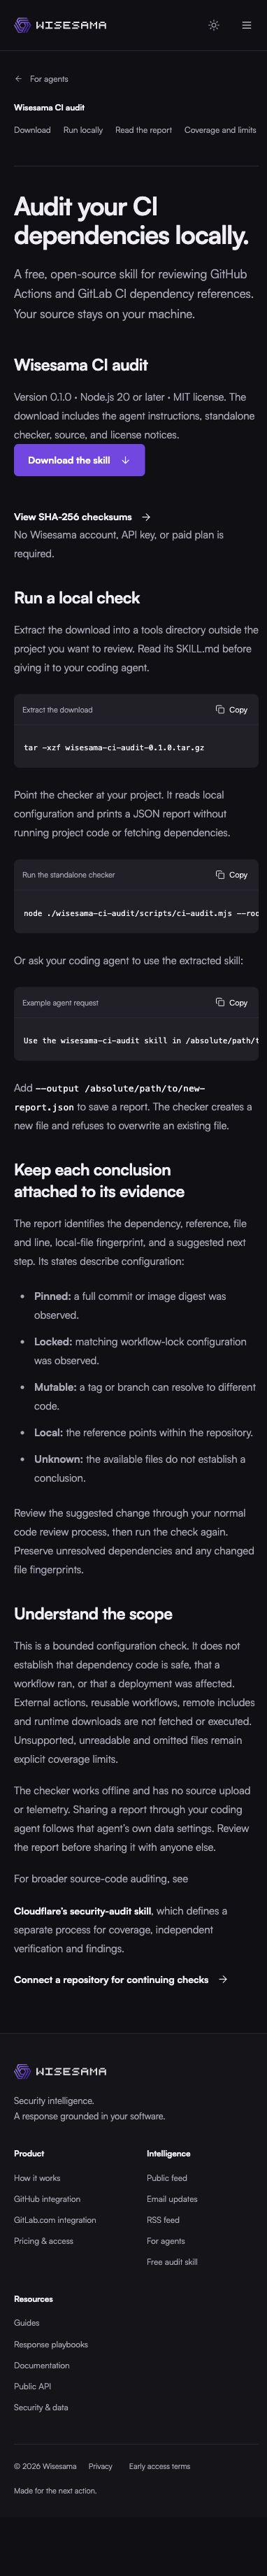 WISESAMA
For agents
Wisesama CI audit
Download Run locally Read the report Coverage and limits
Audit your CI
dependencies locally.
A free, open-source skill for reviewing GitHub
Actions and GitLab CI dependency references.
Your source stays on your machine.
Wisesama CI audit
Version 0.1.0 · Node.js 20 or later · MIT license. The
download includes the agent instructions, standalone
checker, source, and license notices.
Download the skill
View SHA-256 checksums
No Wisesama account, API key, or paid plan is
required.
Run a local check
Extract the download into a tools directory outside the
project you want to review. Read its SKILL.md before
giving it to your coding agent.
Extract the download Copy
tar -xzf wisesama-ci-audit-0.1.0.tar.gz
Point the checker at your project. It reads local
configuration and prints a JSON report without
running project code or fetching dependencies.
Run the standalone checker Copy
node ./wisesama-ci-audit/scripts/ci-audit.mjs --roo
Or ask your coding agent to use the extracted skill:
Example agent request Copy
Use the wisesama-ci-audit skill in /absolute/path/t
Add --output /absolute/path/to/new-
report.json to save a report. The checker creates a
new file and refuses to overwrite an existing file.
Keep each conclusion
attached to its evidence
The report identifies the dependency, reference, file
and line, local-file fingerprint, and a suggested next
step. Its states describe configuration:
• Pinned: a full commit or image digest was
observed.
• Locked: matching workflow-lock configuration
was observed.
• Mutable: a tag or branch can resolve to different
code.
• Local: the reference points within the repository.
• Unknown: the available files do not establish a
conclusion.
Review the suggested change through your normal
code review process, then run the check again.
Preserve unresolved dependencies and any changed
file fingerprints.
Understand the scope
This is a bounded configuration check. It does not
establish that dependency code is safe, that a
workflow ran, or that a deployment was affected.
External actions, reusable workflows, remote includes
and runtime downloads are not fetched or executed.
Unsupported, unreadable and omitted files remain
explicit coverage limits.
The checker works offline and has no source upload
or telemetry. Sharing a report through your coding
agent follows that agent's own data settings. Review
the report before sharing it with anyone else.
For broader source-code auditing, see
Cloudflare's security-audit skill, which defines a
separate process for coverage, independent
verification and findings.
Connect a repository for continuing checks
WISESAMA
Security intelligence.
A response grounded in your software.
Product
How it works
GitHub integration
GitLab.com integration
Pricing & access
Intelligence
Public feed
Email updates
RSS feed
For agents
Free audit skill
Resources
Guides
Response playbooks
Documentation
Public API
Security & data
© 2026 Wisesama Privacy Early access terms
Made for the next action.